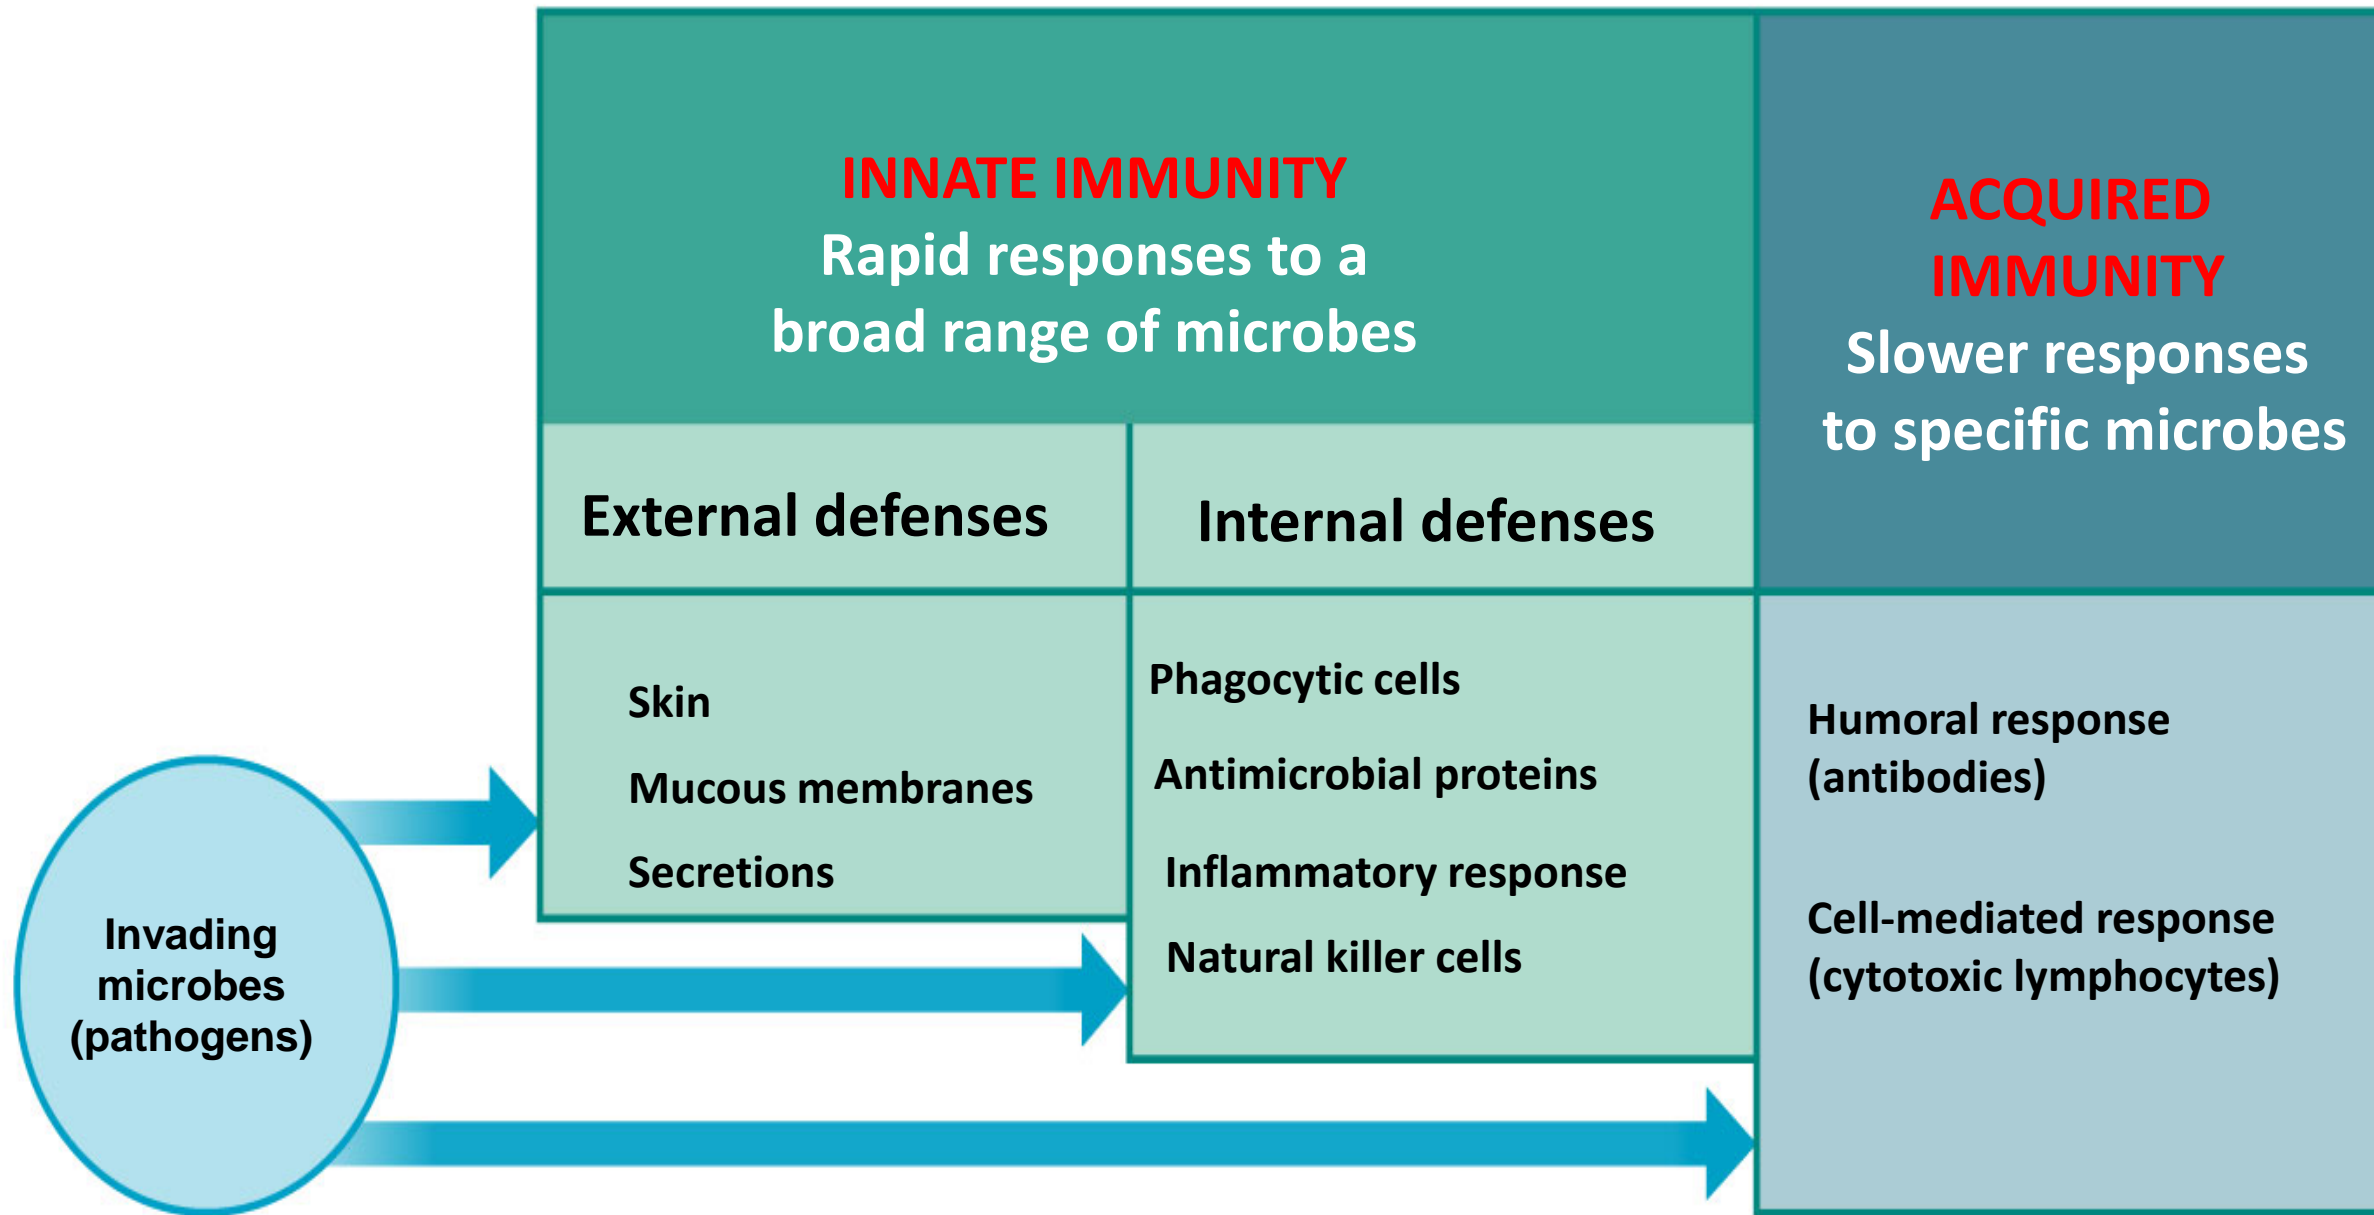 INNATE IMMUNITY
Rapid responses to a
broad range of microbes
ACQUIRED
IMMUNITY
Slower responses
to specific microbes
External defenses
Internal defenses
Skin
Mucous membranes
Secretions
Phagocytic cells
Antimicrobial proteins
Inflammatory response
Natural killer cells
Humoral response
(antibodies)
Cell-mediated response
(cytotoxic lymphocytes)
Invading
microbes
(pathogens)